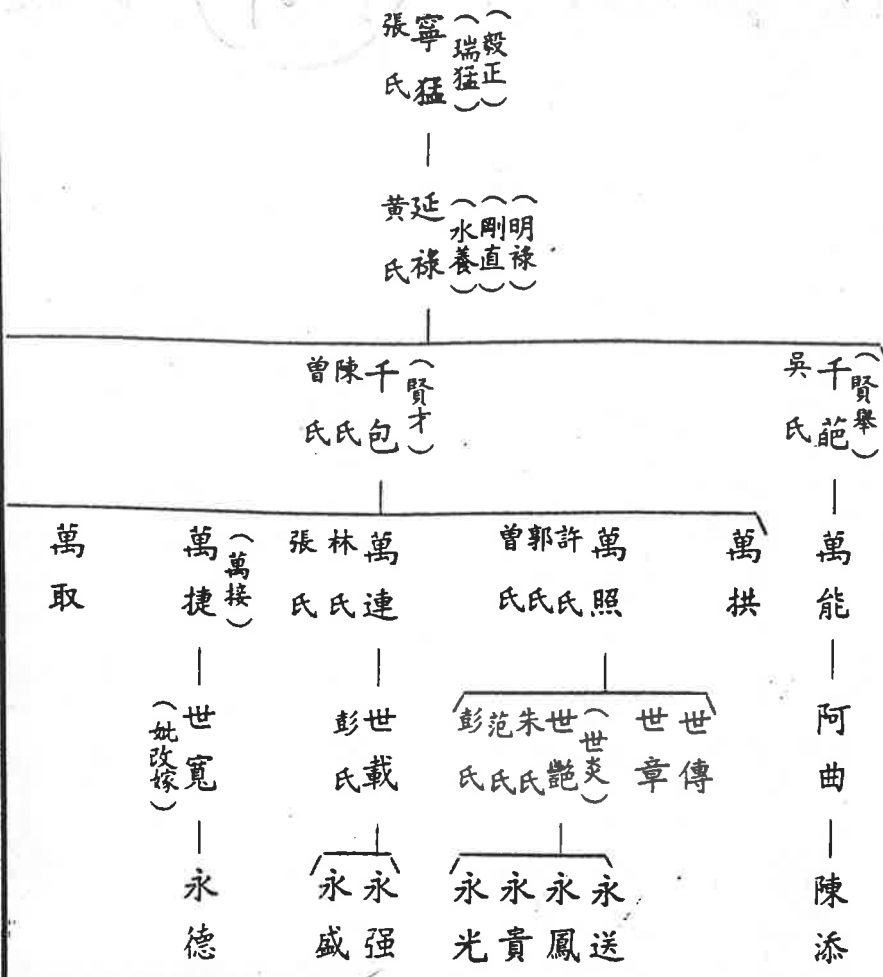 (毅正)
(瑞猛)
寧猛
張氏
(明祿)
(剛直)
(水養)
延祿
黄氏
(賢舉)
千葩
吳氏
(賢才)
千包
陳氏
曾氏
萬能
萬拱
萬照
許氏
郭氏
曾氏
萬連
林氏
張氏
(萬接)
萬捷
萬取
阿曲
世傳
世章
(世炎)
世艷
朱氏
范氏
彭氏
世載
彭氏
世寬
(妣改嫁)
陳添
永送
永鳳
永貴
永光
永强
永盛
永德